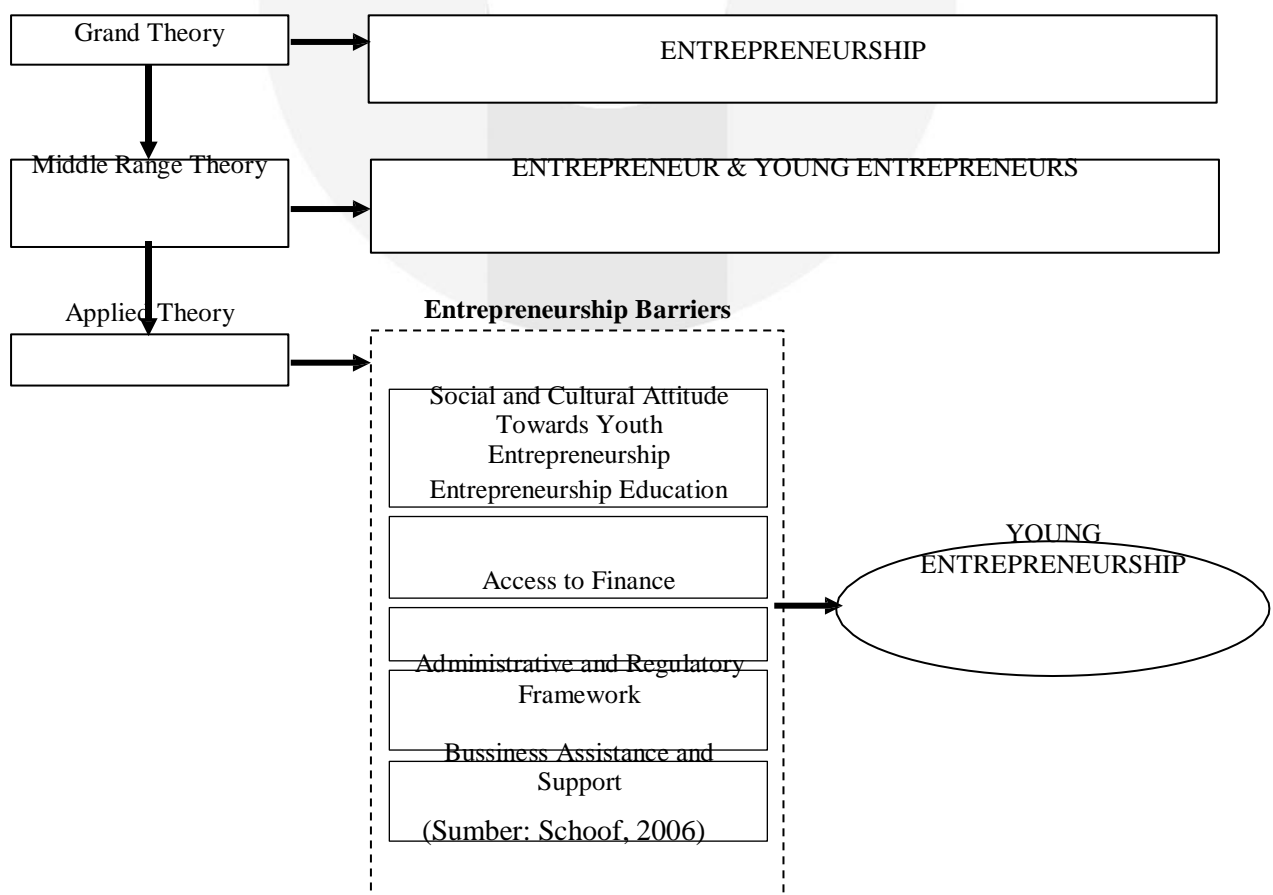 Grand Theory
ENTREPRENEURSHIP
Middle Range Theory
ENTREPRENEUR & YOUNG ENTREPRENEURS
Applied Theory
Entrepreneurship Barriers
Social and Cultural Attitude
Towards Youth
Entrepreneurship
Entrepreneurship Education
Access to Finance
Administrative and Regulatory
Framework
Bussiness Assistance and
Support
(Sumber: Schoof, 2006)
YOUNG
ENTREPRENEURSHIP